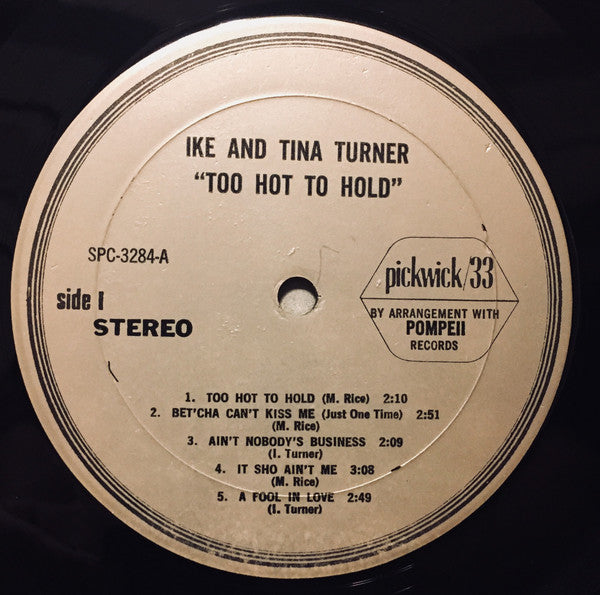 IKE AND TINA TURNER
"TOO HOT TO HOLD"
SPC-3284-A
side 1
STEREO
pickwick/33
BY ARRANGEMENT WITH
POMPEII
RECORDS
1. TOO HOT TO HOLD (M. Rice) 2:10
2. BET'CHA CAN'T KISS ME (Just One Time) 2:51
(M. Rice)
3. AIN'T NOBODY'S BUSINESS 2:09
(I. Turner)
4. IT SHO AIN'T ME 3:08
(M. Rice)
5. A FOOL IN LOVE 2:49
(I. Turner)